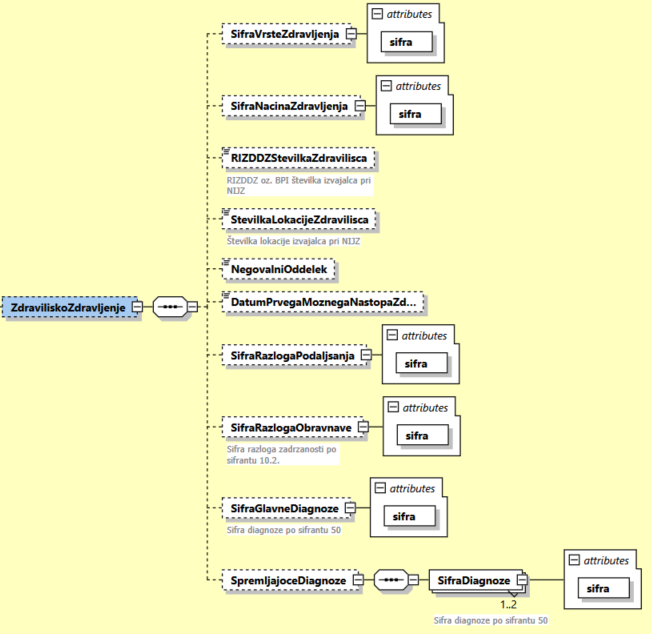 attributes
SifraVrsteZdravljenja
sifra
attributes
SifraNacinaZdravljenja
sifra
RIZDDZStevilkaZdravilisca
RIZDDZ oz. BPI številka izvajalca pri
NIJZ
StevilkaLokacijeZdravilisca
Številka lokacije izvajalca pri NIJZ
NegovalniOddelek
ZdraviliskoZdravljenje
DatumPrvegaMoznegaNastopaZd...
attributes
SifraRazlogaPodaljsanja
sifra
attributes
SifraRazlogaObravnave
sifra
Sifra razloga zadrzanosti po
sifrantu 10.2.
attributes
SifraGlavneDiagnoze
sifra
Sifra diagnoze po sifrantu 50
attributes
SpremljajoceDiagnoze
SifraDiagnoze
sifra
1..2
Sifra diagnoze po sifrantu 50